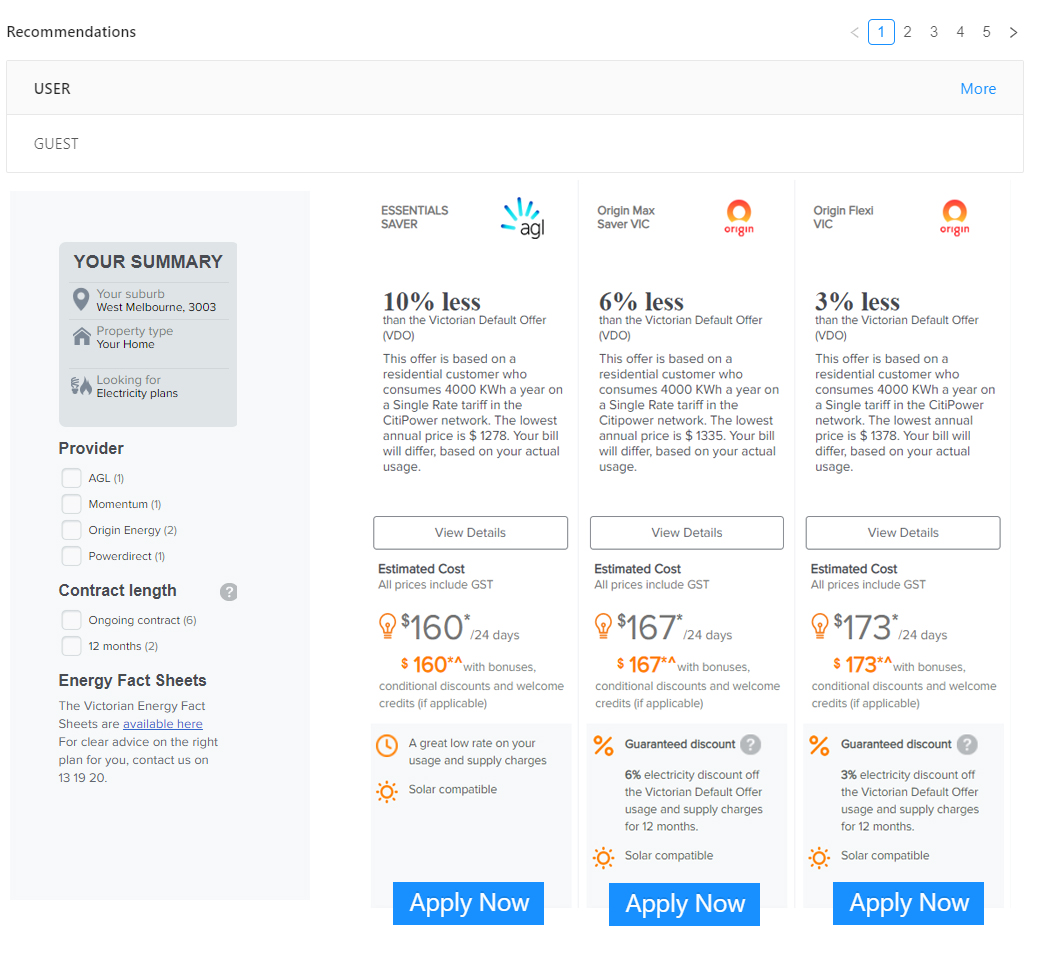 Recommendations
< 1 2 3 4 5 >
USER
More
GUEST
YOUR SUMMARY
Your suburb
West Melbourne, 3003
Property type
Your Home
Looking for
Electricity plans
Provider
AGL (1)
Momentum (1)
Origin Energy (2)
Powerdirect (1)
Contract length
?
Ongoing contract (6)
12 months (2)
Energy Fact Sheets
The Victorian Energy Fact
Sheets are available here
For clear advice on the right
plan for you, contact us on
13 19 20.
ESSENTIALS
SAVER
agl
10% less
than the Victorian Default Offer
(VDO)
This offer is based on a
residential customer who
consumes 4000 KWh a year on
a Single Rate tariff in the
CitiPower network. The lowest
annual price is $ 1278. Your bill
will differ, based on your actual
usage.
View Details
Estimated Cost
All prices include GST
$160*/24 days
$ 160*^ with bonuses,
conditional discounts and welcome
credits (if applicable)
A great low rate on your
usage and supply charges
Solar compatible
Apply Now
Origin Max
Saver VIC
origin
6% less
than the Victorian Default Offer
(VDO)
This offer is based on a
residential customer who
consumes 4000 KWh a year on
a Single Rate tariff in the
Citipower network. The lowest
annual price is $ 1335. Your bill
will differ, based on your actual
usage.
View Details
Estimated Cost
All prices include GST
$167*/24 days
$ 167*^ with bonuses,
conditional discounts and welcome
credits (if applicable)
% Guaranteed discount ?
6% electricity discount off
the Victorian Default Offer
usage and supply charges
for 12 months.
Solar compatible
Apply Now
Origin Flexi
VIC
origin
3% less
than the Victorian Default Offer
(VDO)
This offer is based on a
residential customer who
consumes 4000 KWh a year on
a Single Rate tariff in the
CitiPower network. The lowest
annual price is $ 1378. Your bill
will differ, based on your actual
usage.
View Details
Estimated Cost
All prices include GST
$173*/24 days
$ 173*^ with bonuses,
conditional discounts and welcome
credits (if applicable)
% Guaranteed discount ?
3% electricity discount off
the Victorian Default Offer
usage and supply charges
for 12 months.
Solar compatible
Apply Now